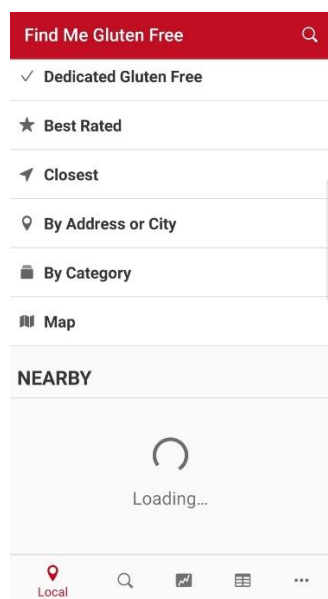 Find Me Gluten Free
Dedicated Gluten Free
Best Rated
Closest
By Address or City
By Category
Map
NEARBY
Loading...
Local